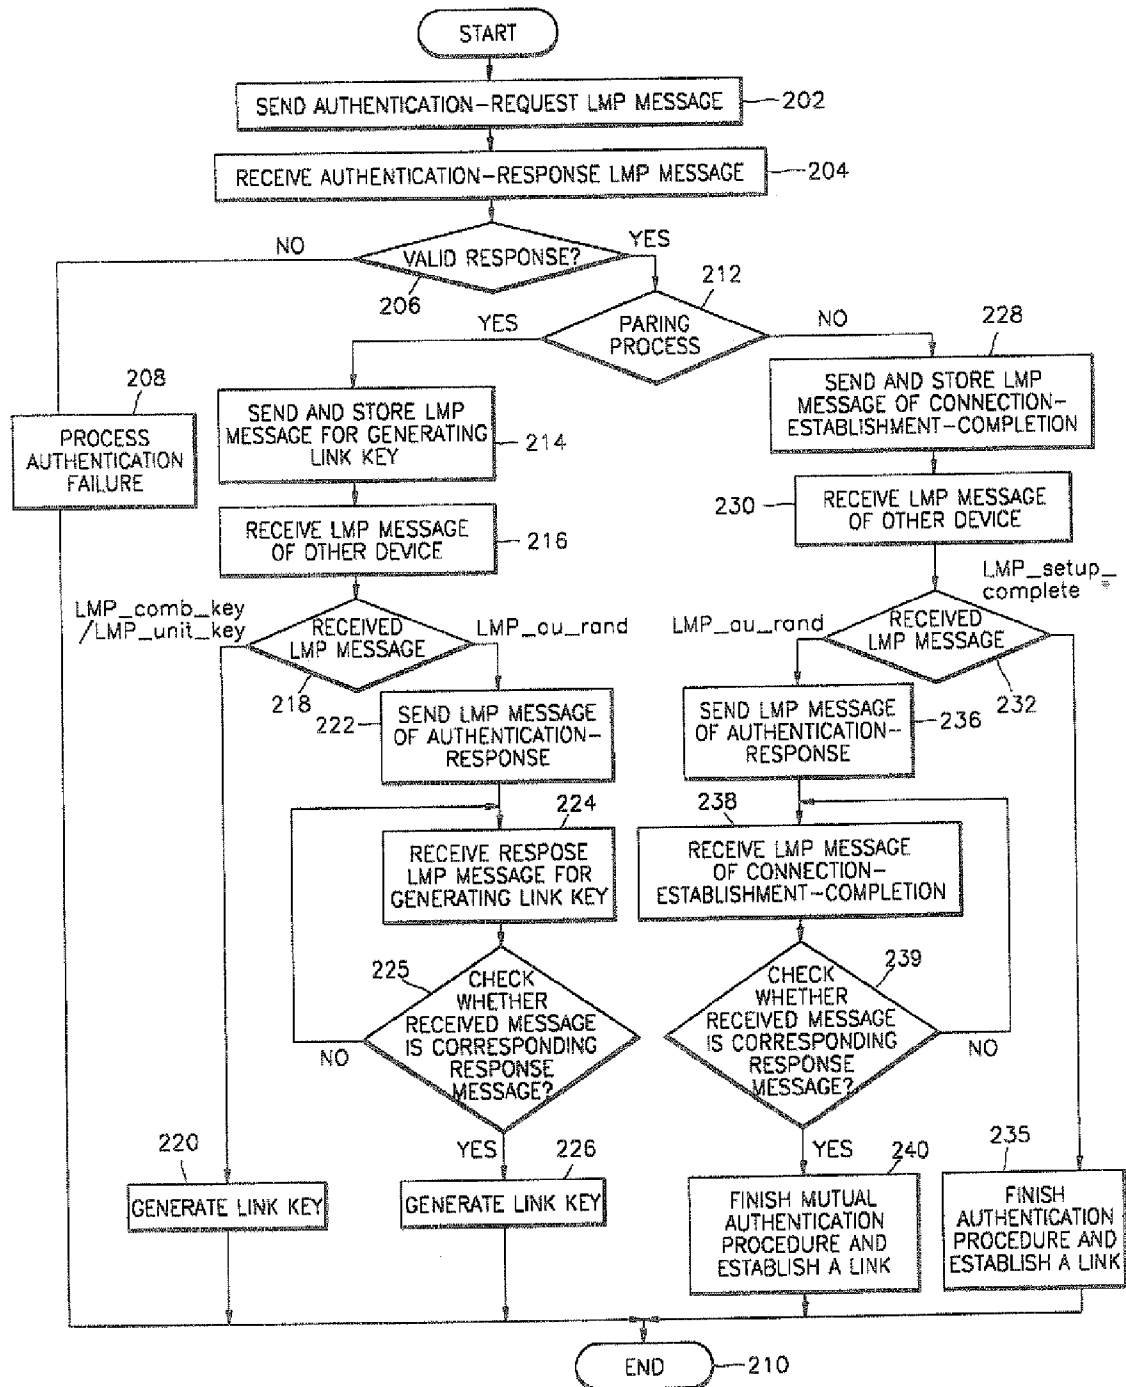 START
SEND AUTHENTICATION-REQUEST LMP MESSAGE
202
RECEIVE AUTHENTICATION-RESPONSE LMP MESSAGE
204
NO
VALID RESPONSE?
YES
206
212
YES
PARING
PROCESS
NO
228
208
PROCESS
AUTHENTICATION
FAILURE
SEND AND STORE LMP
MESSAGE FOR GENERATING
LINK KEY
214
SEND AND STORE LMP
MESSAGE OF CONNECTION-
ESTABLISHMENT-COMPLETION
RECEIVE LMP MESSAGE
OF OTHER DEVICE
216
230
RECEIVE LMP MESSAGE
OF OTHER DEVICE
LMP_comb_key
/LMP_unit_key
RECEIVED
LMP MESSAGE
218
LMP_au_rand
LMP_au_rand
RECEIVED
LMP MESSAGE
232
LMP_setup_
complete
222
SEND LMP MESSAGE
OF AUTHENTICATION-
RESPONSE
SEND LMP MESSAGE
OF AUTHENTICATION-
RESPONSE
236
224
RECEIVE RESPOSE
LMP MESSAGE FOR
GENERATING LINK KEY
238
RECEIVE LMP MESSAGE
OF CONNECTION-
ESTABLISHMENT-COMPLETION
225
CHECK
WHETHER
RECEIVED MESSAGE
IS CORRESPONDING
RESPONSE
MESSAGE?
NO
YES
239
CHECK
WHETHER
RECEIVED MESSAGE
IS CORRESPONDING
RESPONSE
MESSAGE?
NO
YES
220
GENERATE LINK KEY
226
GENERATE LINK KEY
240
FINISH MUTUAL
AUTHENTICATION
PROCEDURE AND
ESTABLISH A LINK
235
FINISH
AUTHENTICATION
PROCEDURE AND
ESTABLISH A LINK
END
210